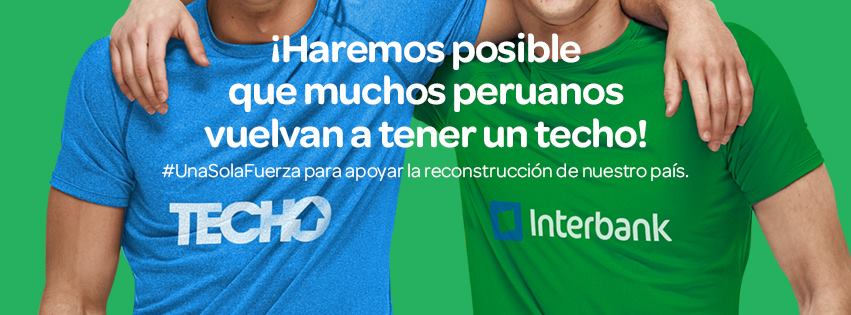 ¡Haremos posible
que muchos peruanos
vuelvan a tener un techo!
#UnaSolaFuerza para apoyar la reconstrucción de nuestro país.
TECHO
Interbank